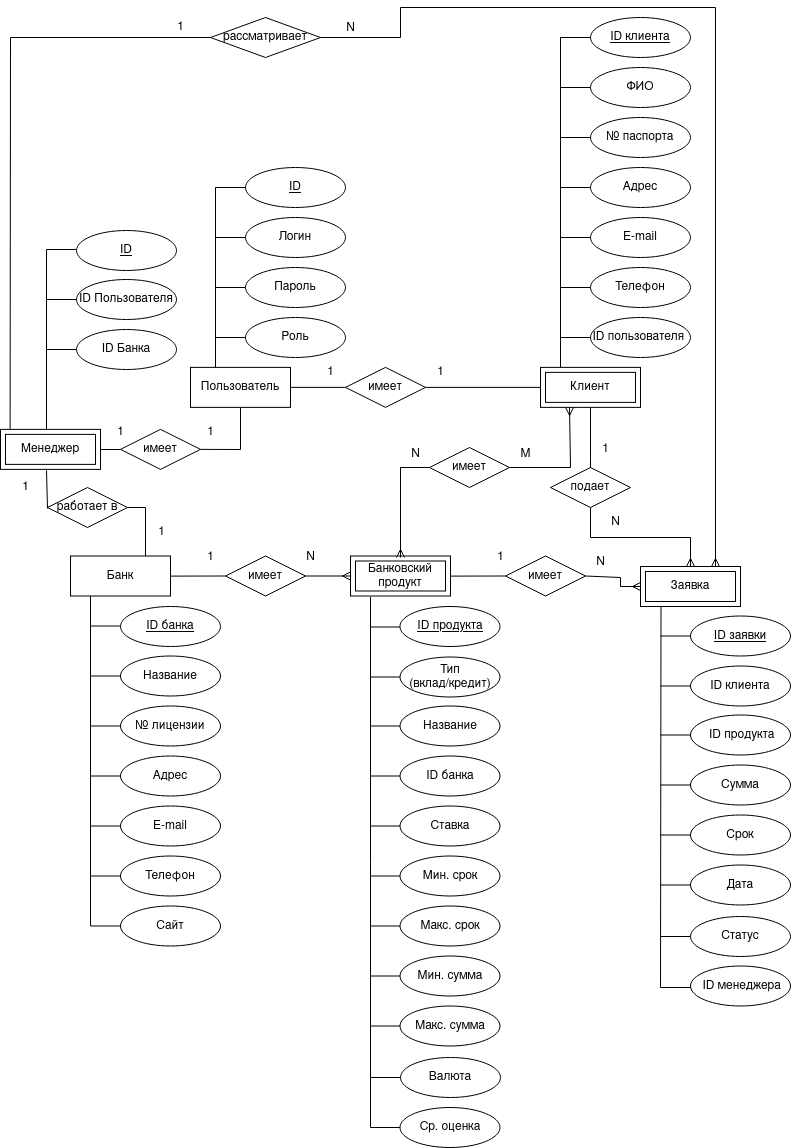 1
рассматривает
N
ID клиента
ФИО
№ паспорта
Адрес
E-mail
Телефон
ID пользователя
ID
Логин
Пароль
Роль
ID
ID Пользователя
ID Банка
Пользователь
1
имеет
1
Клиент
Менеджер
1
имеет
1
N
имеет
M
1
подает
N
1
работает в
1
Банк
1
имеет
N
Банковский
продукт
1
имеет
N
Заявка
ID банка
Название
№ лицензии
Адрес
E-mail
Телефон
Сайт
ID продукта
Тип
(вклад/кредит)
Название
ID банка
Ставка
Мин. срок
Макс. срок
Мин. сумма
Макс. сумма
Валюта
Ср. оценка
ID заявки
ID клиента
ID продукта
Сумма
Срок
Дата
Статус
ID менеджера